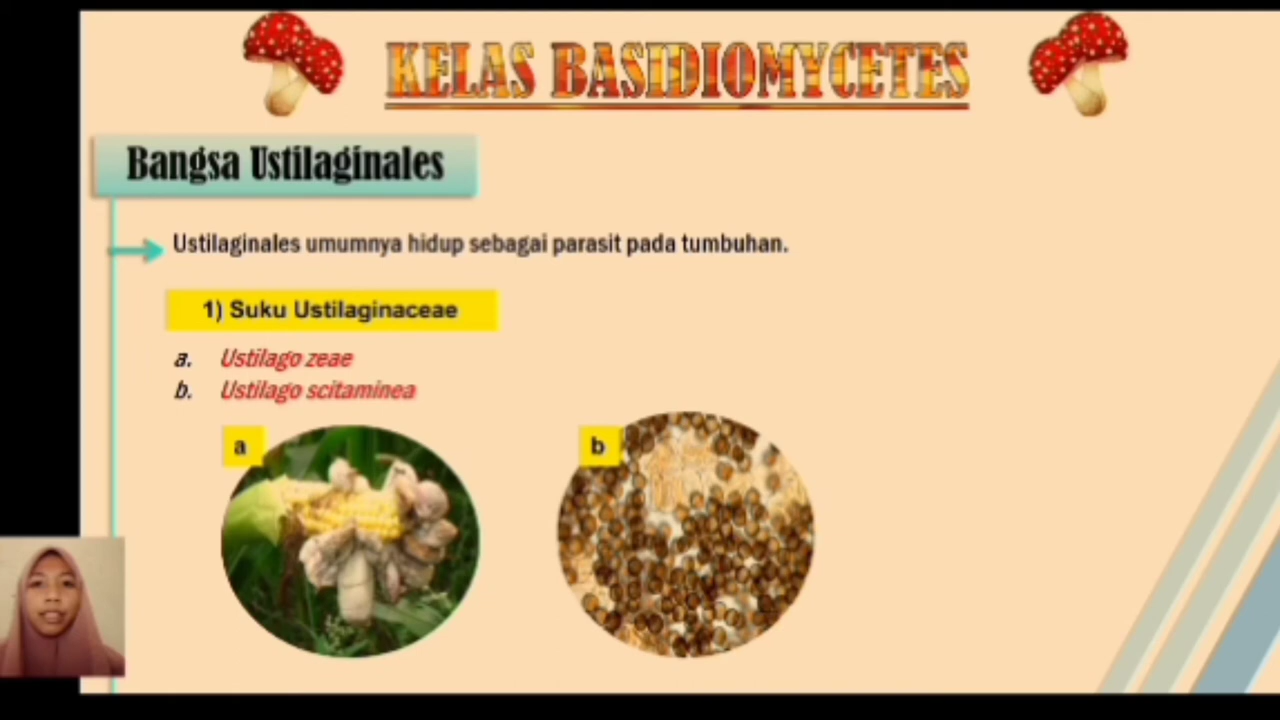 KELAS BASIDIOMYCETES
Bangsa Ustilaginales
Ustilaginales umumnya hidup sebagai parasit pada tumbuhan.
1) Suku Ustilaginaceae
a. Ustilago zeae
b. Ustilago scitaminea
a
b